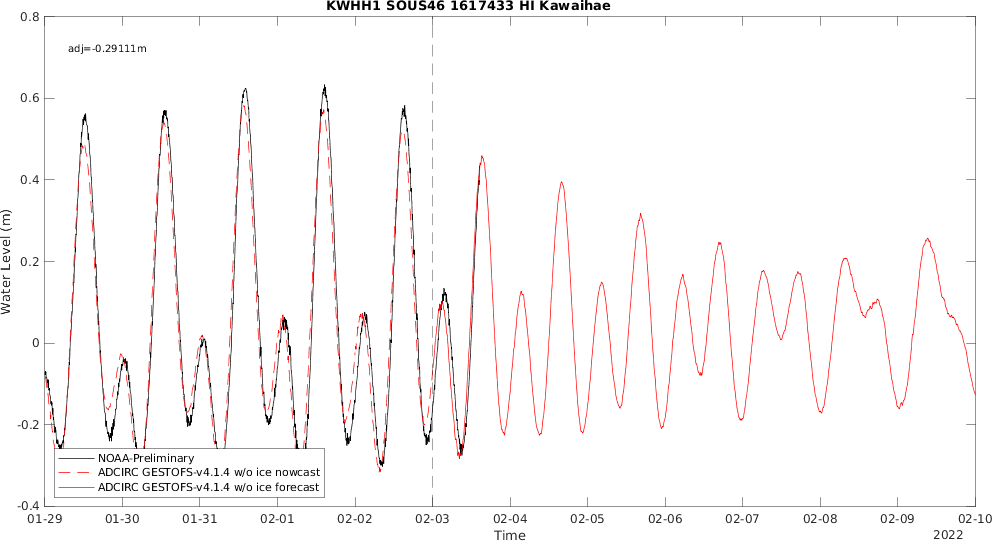 KWHH1 SOUS46 1617433 HI Kawaihae
adj=-0.29111m
Water Level (m)
0.8
0.6
0.4
0.2
0
-0.2
-0.4
NOAA-Preliminary
ADCIRC GESTOFS-v4.1.4 w/o ice nowcast
ADCIRC GESTOFS-v4.1.4 w/o ice forecast
01-29 01-30 01-31 02-01 02-02 02-03 02-04 02-05 02-06 02-07 02-08 02-09 02-10
Time
2022